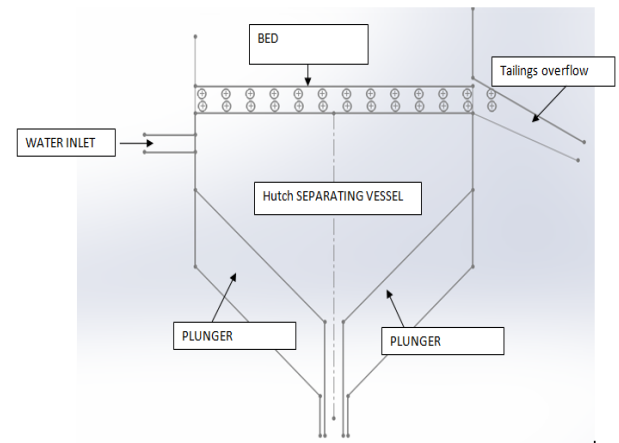 BED
Tailings overflow
WATER INLET
Hutch SEPARATING VESSEL
PLUNGER
PLUNGER